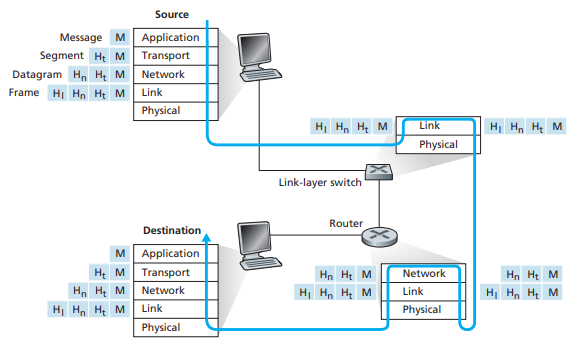 Source
Message M Application
Segment Ht M Transport
Datagram Hn Ht M Network
Frame Hl Hn Ht M Link
Physical
Hl Hn Ht M Link Hl Hn Ht M
Physical
Link-layer switch
Router
Destination
M Application
Ht M Transport
Hn Ht M Network
Hl Hn Ht M Link
Physical
Hn Ht M Network Hn Ht M
Hl Hn Ht M Link Hl Hn Ht M
Physical